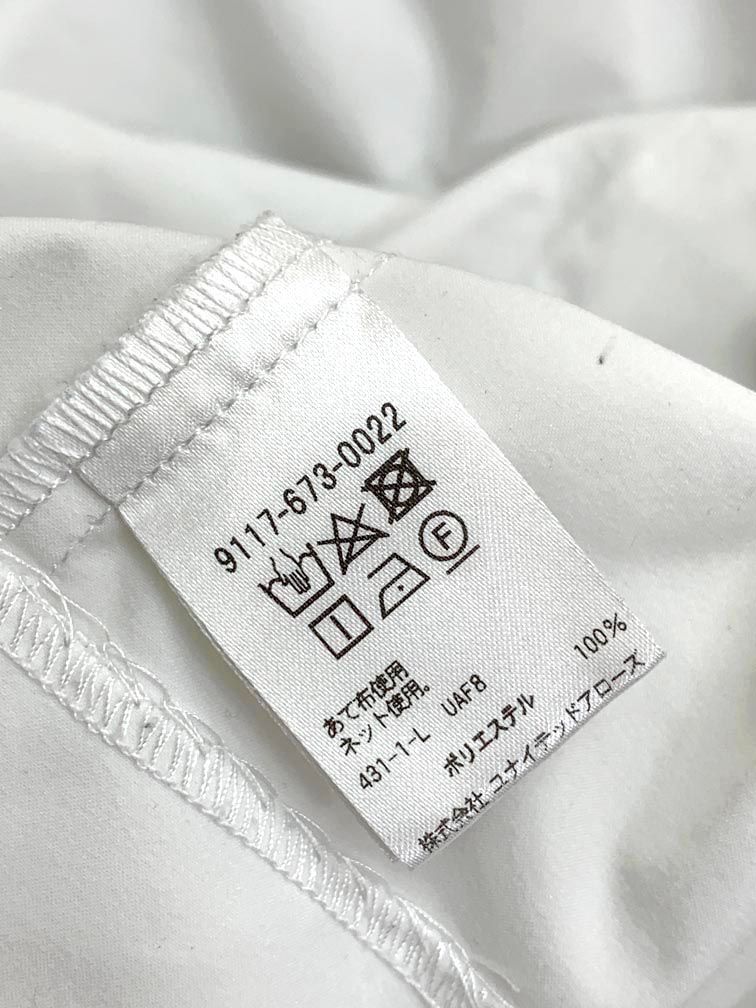 9117-673-0022
F
あて布使用
ネット使用。
431-1-L UAF8
ポリエステル 100%
株式会社 ユナイテッドアローズ